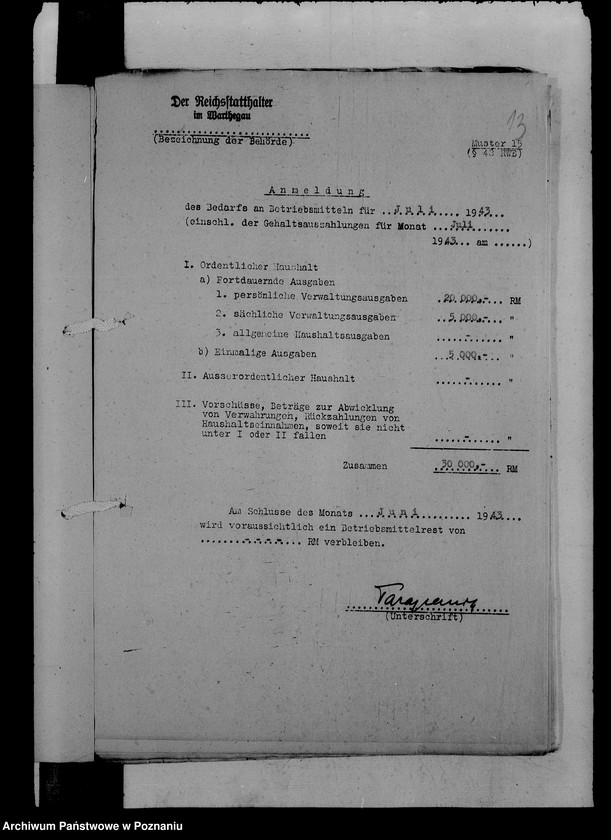 Der Reichsstatthalter
im Warthegau
(Bezeichnung der Behörde)
13
Muster 15
(§ 43 RWB)
Anmeldung
des Bedarfs an Betriebsmitteln für ..Juli..... 1943...
(einschl. der Gehaltsauszahlungen für Monat ...Juli.......
1943... am ......)
I. Ordentlicher Haushalt
a) Fortdauernde Ausgaben
1. persönliche Verwaltungsausgaben .20.000,-... RM
2. sächliche Verwaltungsausgaben ..5.000,-... "
3. allgemeine Haushaltsausgaben .....-...... "
b) Einmalige Ausgaben ..5.000,-... "
II. Ausserordentlicher Haushalt .....-...... "
III. Vorschüsse, Beträge zur Abwicklung
von Verwahrungen, Rückzahlungen von
Haushaltseinnahmen, soweit sie nicht
unter I oder II fallen .....-...... "
Zusammen .30.000,-... RM
Am Schlusse des Monats ...Juni......... 1943...
wird voraussichtlich ein Betriebsmittelrest von
.......-.-.-.-... RM verbleiben.
(Unterschrift)
Archiwum Państwowe w Poznaniu